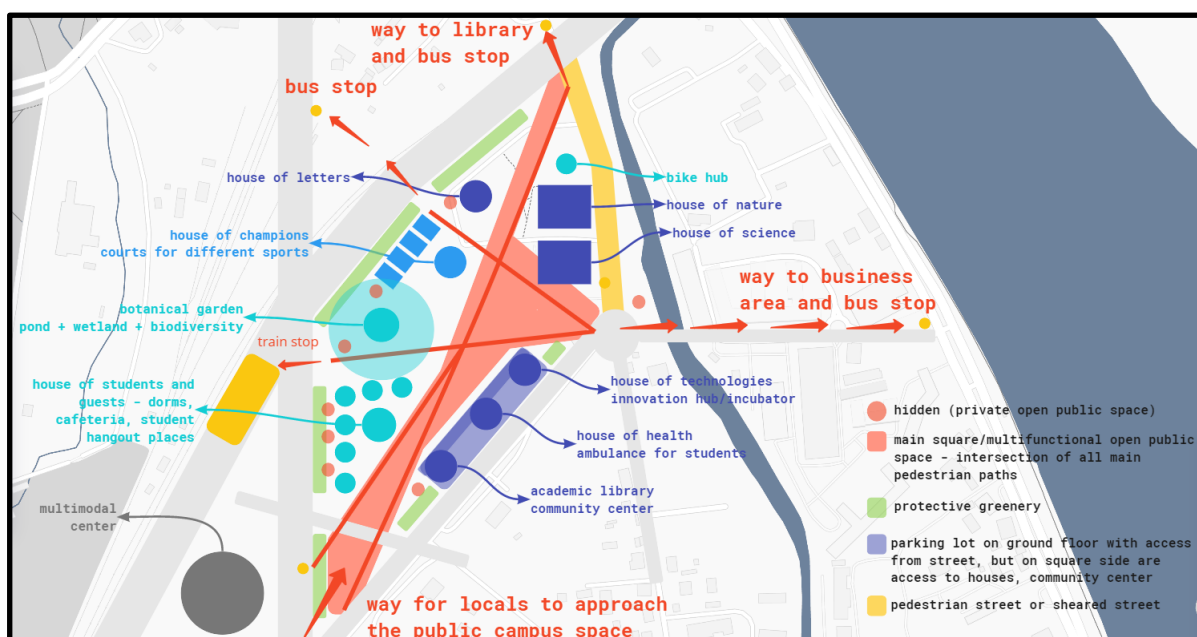 way to library
and bus stop
bus stop
house of letters
bike hub
house of nature
house of science
house of champions
courts for different sports
way to business
area and bus stop
botanical garden
pond + wetland + biodiversity
train stop
house of students and
guests - dorms,
cafeteria, student
hangout places
house of technologies
innovation hub/incubator
house of health
ambulance for students
academic library
community center
multimodal
center
way for locals to approach
the public campus space
hidden (private open public space)
main square/multifunctional open public
space - intersection of all main
pedestrian paths
protective greenery
parking lot on ground floor with access
from street, but on square side are
access to houses, community center
pedestrian street or sheared street